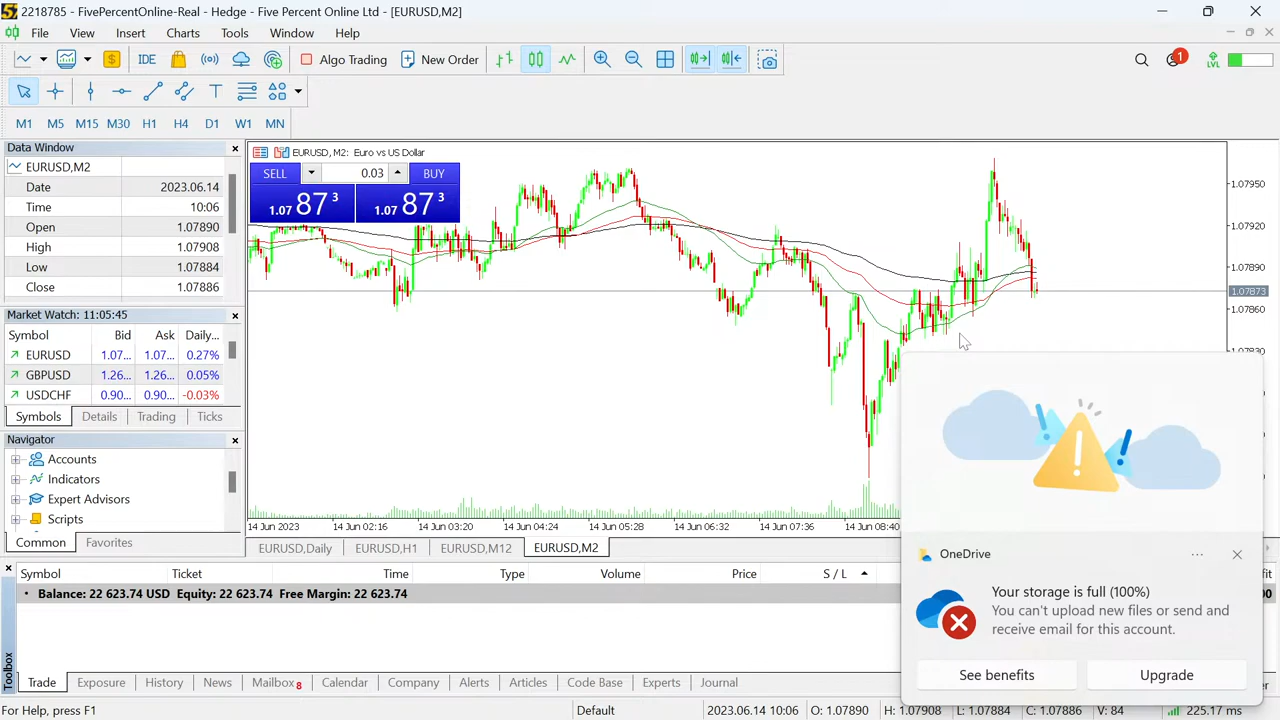 2218785 - FivePercentOnline-Real - Hedge - Five Percent Online Ltd - [EURUSD,M2]
File View Insert Charts Tools Window Help
IDE Algo Trading New Order 1 LVL
M1 M5 M15 M30 H1 H4 D1 W1 MN
Data Window
EURUSD,M2
Date 2023.06.14
Time 10:06
Open 1.07890
High 1.07908
Low 1.07884
Close 1.07886
Market Watch: 11:05:45
Symbol Bid Ask Daily...
EURUSD 1.07... 1.07... 0.27%
GBPUSD 1.26... 1.26... 0.05%
USDCHF 0.90... 0.90... -0.03%
Symbols Details Trading Ticks
Navigator
Accounts
Indicators
Expert Advisors
Scripts
Common Favorites
EURUSD, M2: Euro vs US Dollar
SELL 0.03 BUY
1.07 87 3 1.07 87 3
1.07950
1.07920
1.07890
1.07873
1.07860
1.07830
14 Jun 2023 14 Jun 02:16 14 Jun 03:20 14 Jun 04:24 14 Jun 05:28 14 Jun 06:32 14 Jun 07:36 14 Jun 08:40
EURUSD,Daily EURUSD,H1 EURUSD,M12 EURUSD,M2
Symbol Ticket Time Type Volume Price S / L
Balance: 22 623.74 USD Equity: 22 623.74 Free Margin: 22 623.74
OneDrive
Your storage is full (100%)
You can't upload new files or send and
receive email for this account.
See benefits Upgrade
Toolbox
Trade Exposure History News Mailbox 8 Calendar Company Alerts Articles Code Base Experts Journal
For Help, press F1 Default 2023.06.14 10:06 O: 1.07890 H: 1.07908 L: 1.07884 C: 1.07886 V: 84 225.17 ms